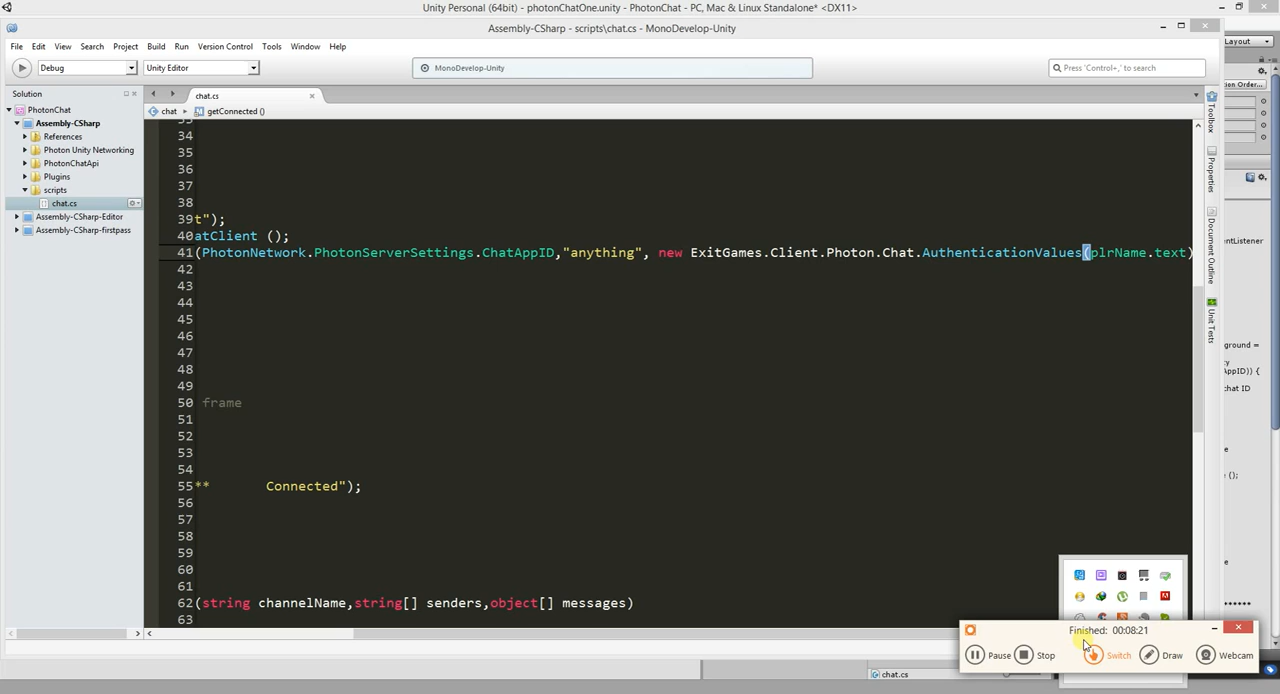 Unity Personal (64bit) - photonChatOne.unity - PhotonChat - PC, Mac & Linux Standalone* <DX11>
Assembly-CSharp - scripts\chat.cs - MonoDevelop-Unity
File Edit View Search Project Build Run Version Control Tools Window Help
Layout
Debug
Unity Editor
MonoDevelop-Unity
Press 'Control+,' to search
Solution
chat.cs
Execution Order...
PhotonChat
chat
getConnected ()
Assembly-CSharp
References
Photon Unity Networking
PhotonChatApi
Plugins
scripts
chat.cs
Assembly-CSharp-Editor
Assembly-CSharp-firstpass
Toolbox
Properties
Document Outline
Unit Tests
34
35
36
37
38
39 t");
40 atClient ();
41 (PhotonNetwork.PhotonServerSettings.ChatAppID,"anything", new ExitGames.Client.Photon.Chat.AuthenticationValues(plrName.text)
42
43
44
45
46
47
48
49
50 frame
51
52
53
54
55 ** Connected");
56
57
58
59
60
61
62 (string channelName,string[] senders,object[] messages)
63
entListener
ground =
ty
AppID)) {
chat ID
e
();
e
******
Finished: 00:08:21
Pause
Stop
Switch
Draw
Webcam
chat.cs